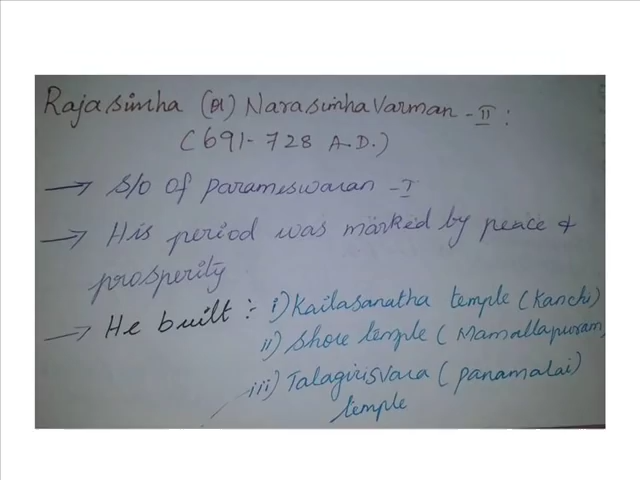 Rajasimha (or) Narasimha Varman - II :
(691 - 728 A.D.)
→ S/o of Parameswaran - I
→ His period was marked by peace &
prosperity
→ He built :- i) Kailasanatha temple (Kanchi)
ii) Shore temple (Mamallapuram)
iii) Talagirisvara (panamalai)
temple